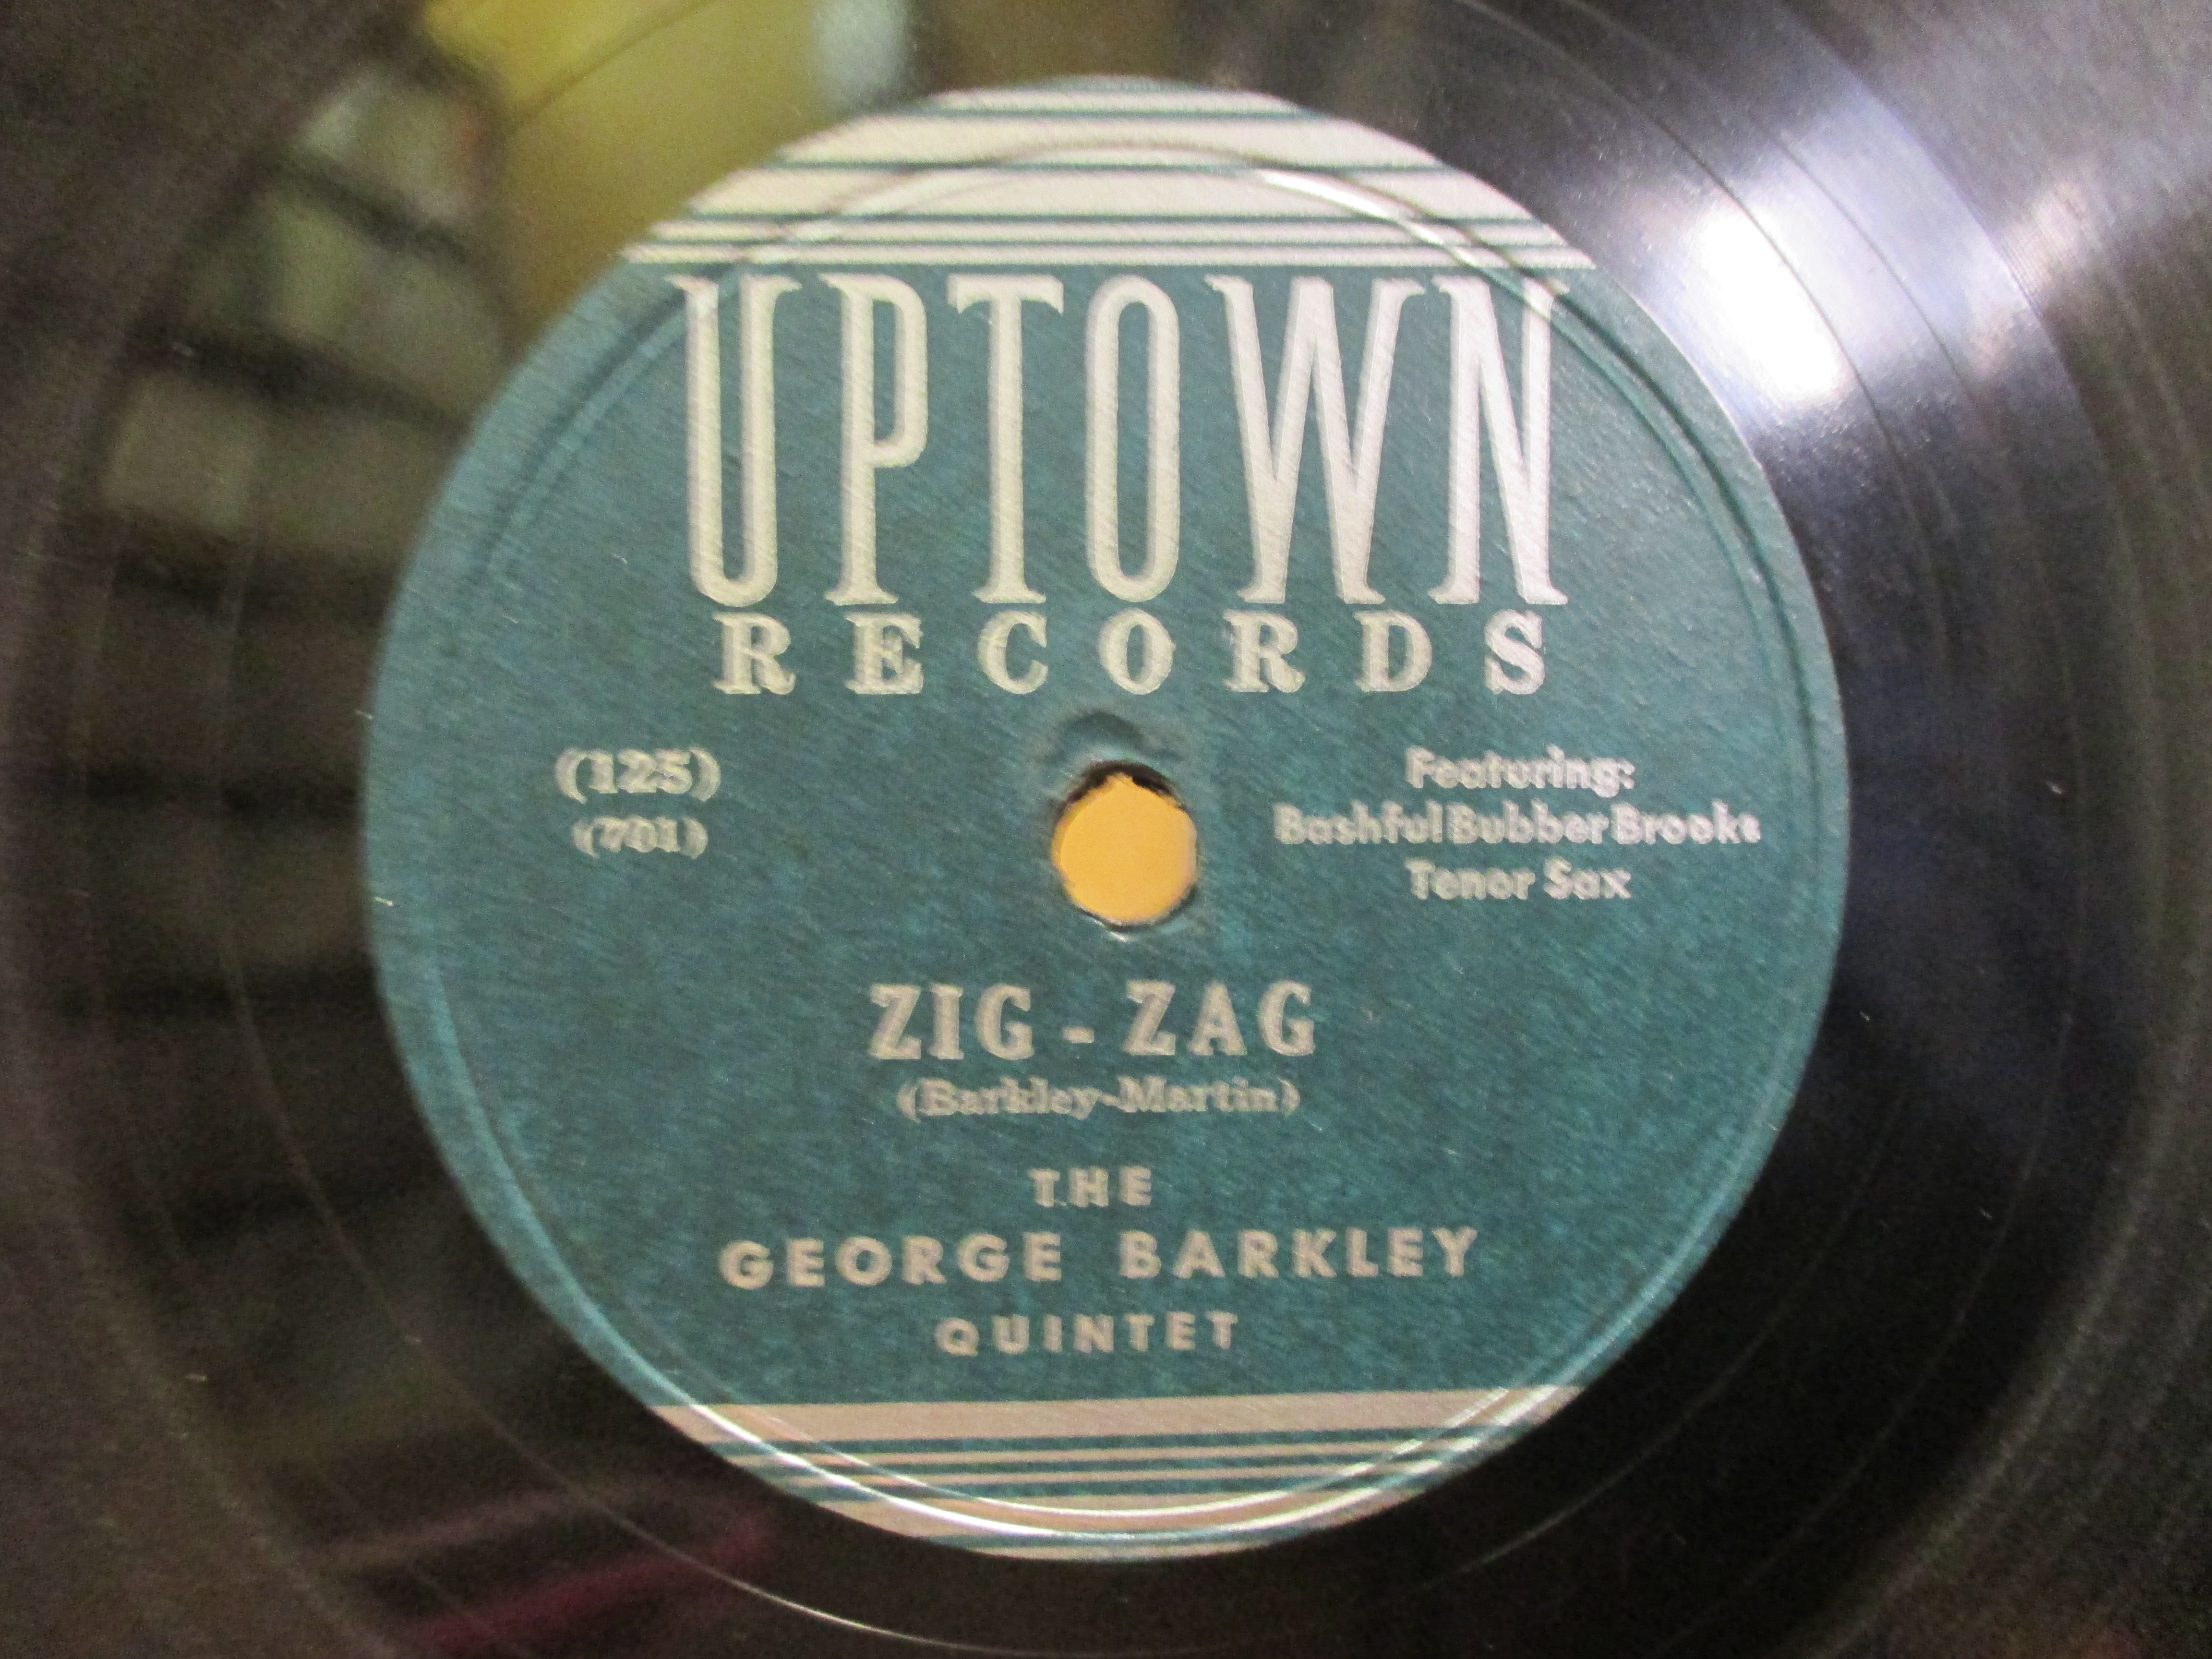 UPTOWN
RECORDS
(125)
(701)
Featuring:
Bashful Bubber Brooks
Tenor Sax
ZIG - ZAG
(Barkley-Martin)
THE
GEORGE BARKLEY
QUINTET